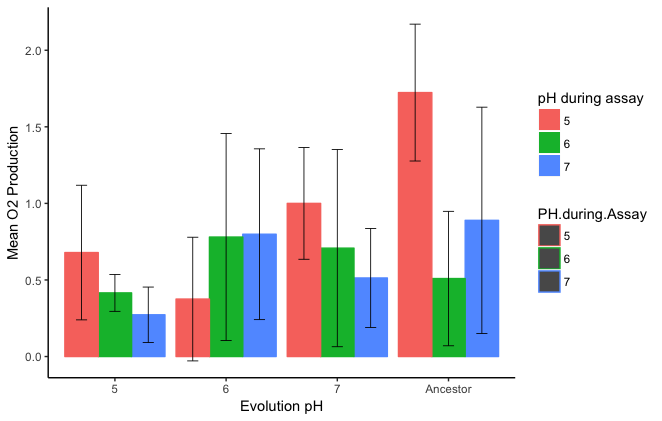 Mean O2 Production
2.0
1.5
1.0
0.5
0.0
5
6
7
Ancestor
Evolution pH
pH during assay
5
6
7
PH.during.Assay
5
6
7